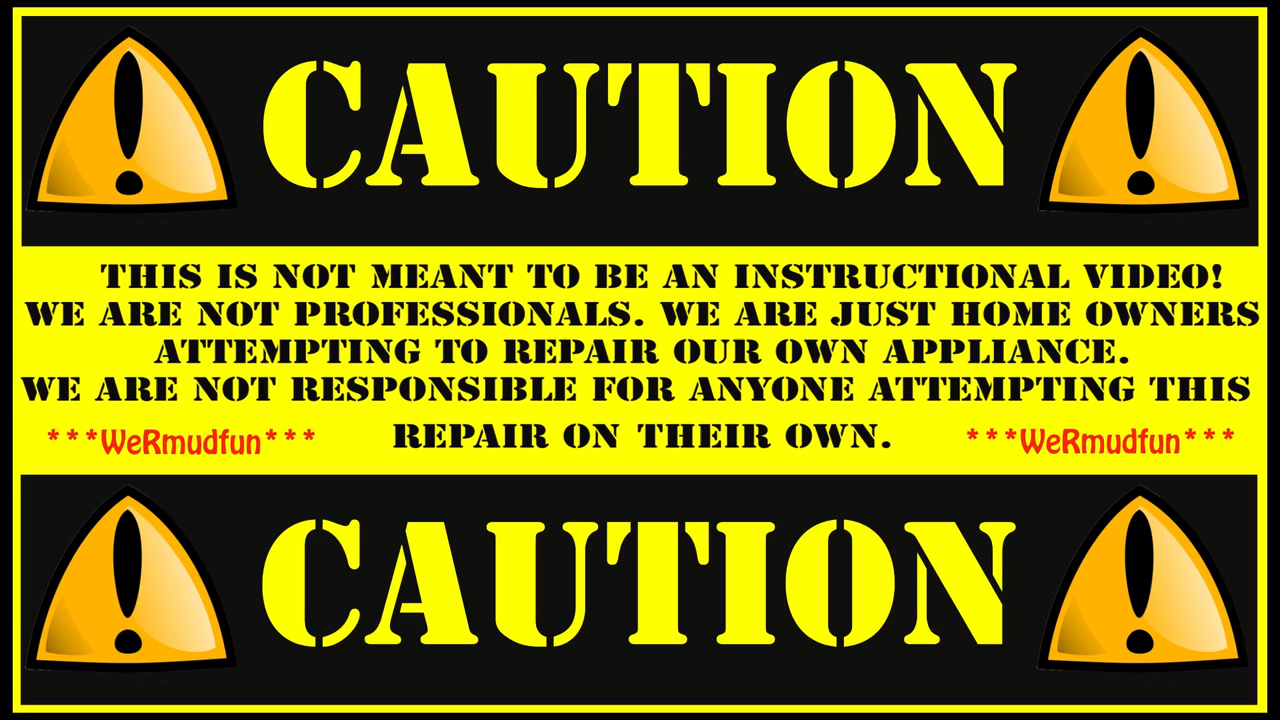 CAUTION
THIS IS NOT MEANT TO BE AN INSTRUCTIONAL VIDEO!
WE ARE NOT PROFESSIONALS. WE ARE JUST HOME OWNERS
ATTEMPTING TO REPAIR OUR OWN APPLIANCE.
WE ARE NOT RESPONSIBLE FOR ANYONE ATTEMPTING THIS
***WeRmudfun*** REPAIR ON THEIR OWN. ***WeRmudfun***
CAUTION